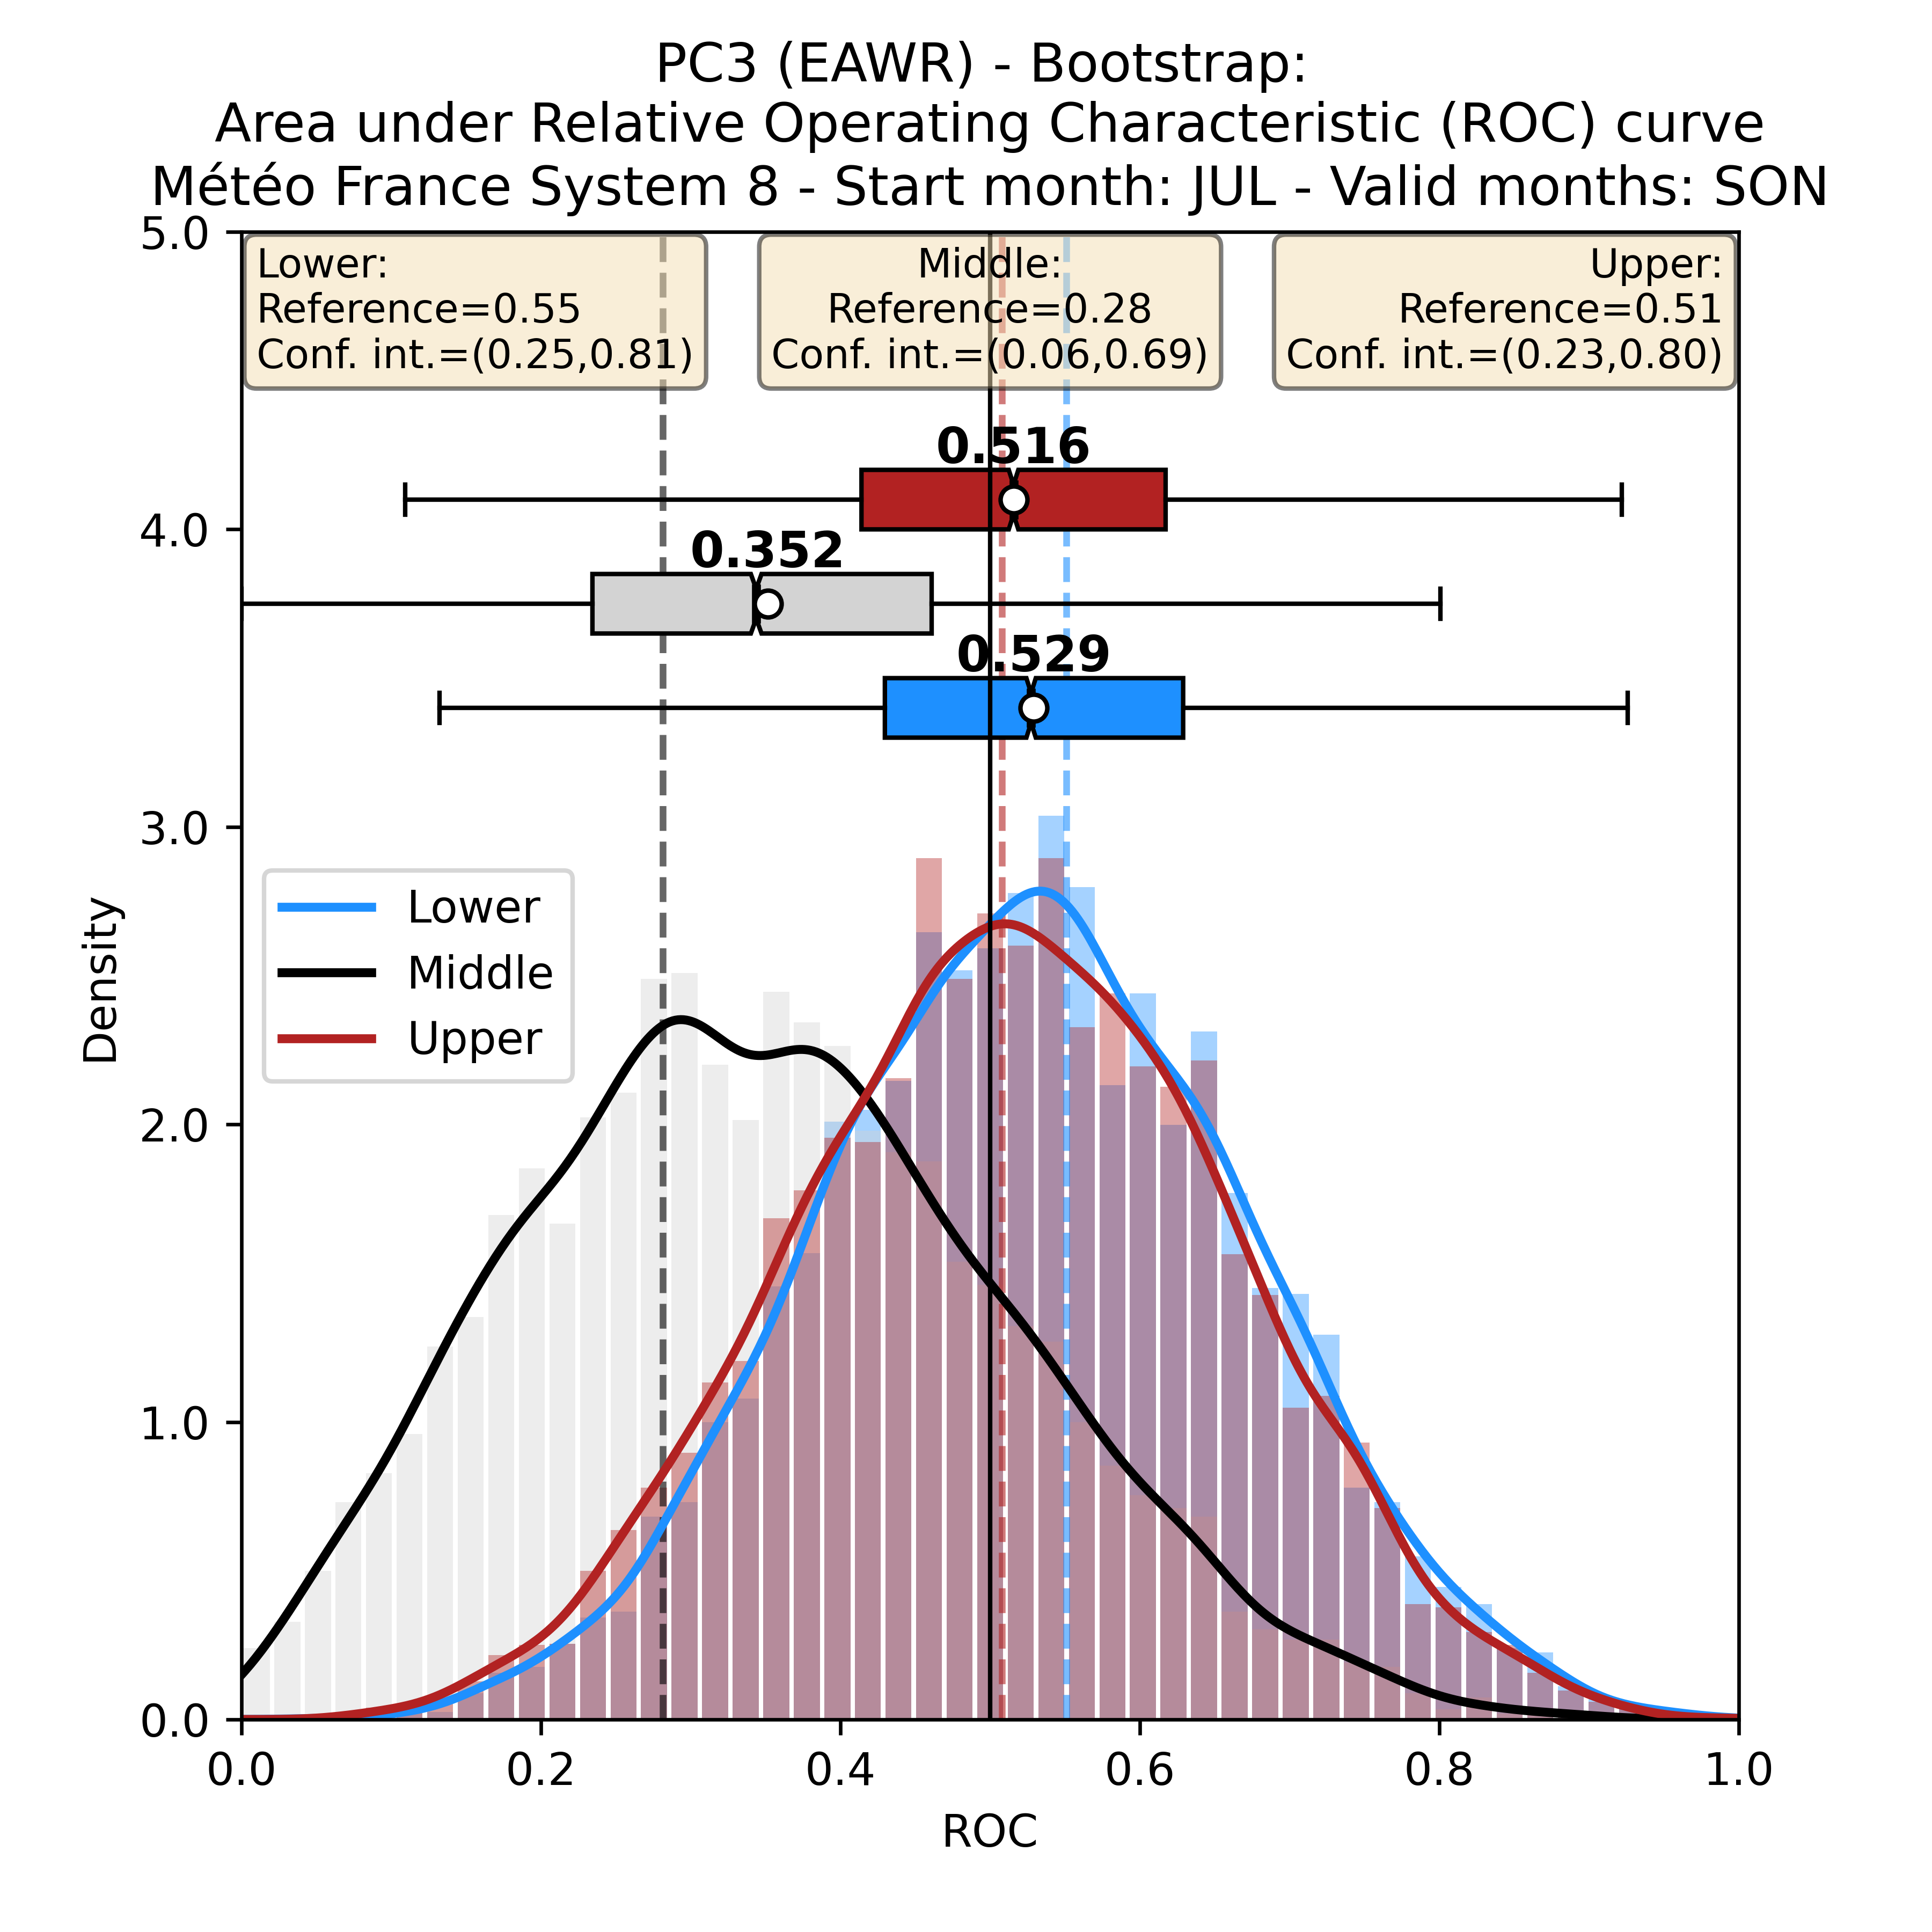 PC3 (EAWR) - Bootstrap:
Area under Relative Operating Characteristic (ROC) curve
Météo France System 8 - Start month: JUL - Valid months: SON
Lower:
Reference=0.55
Conf. int.=(0.25,0.81)
Middle:
Reference=0.28
Conf. int.=(0.06,0.69)
Upper:
Reference=0.51
Conf. int.=(0.23,0.80)
0.516
0.352
0.529
Lower
Middle
Upper
Density
5.0
4.0
3.0
2.0
1.0
0.0
0.0 0.2 0.4 0.6 0.8 1.0
ROC